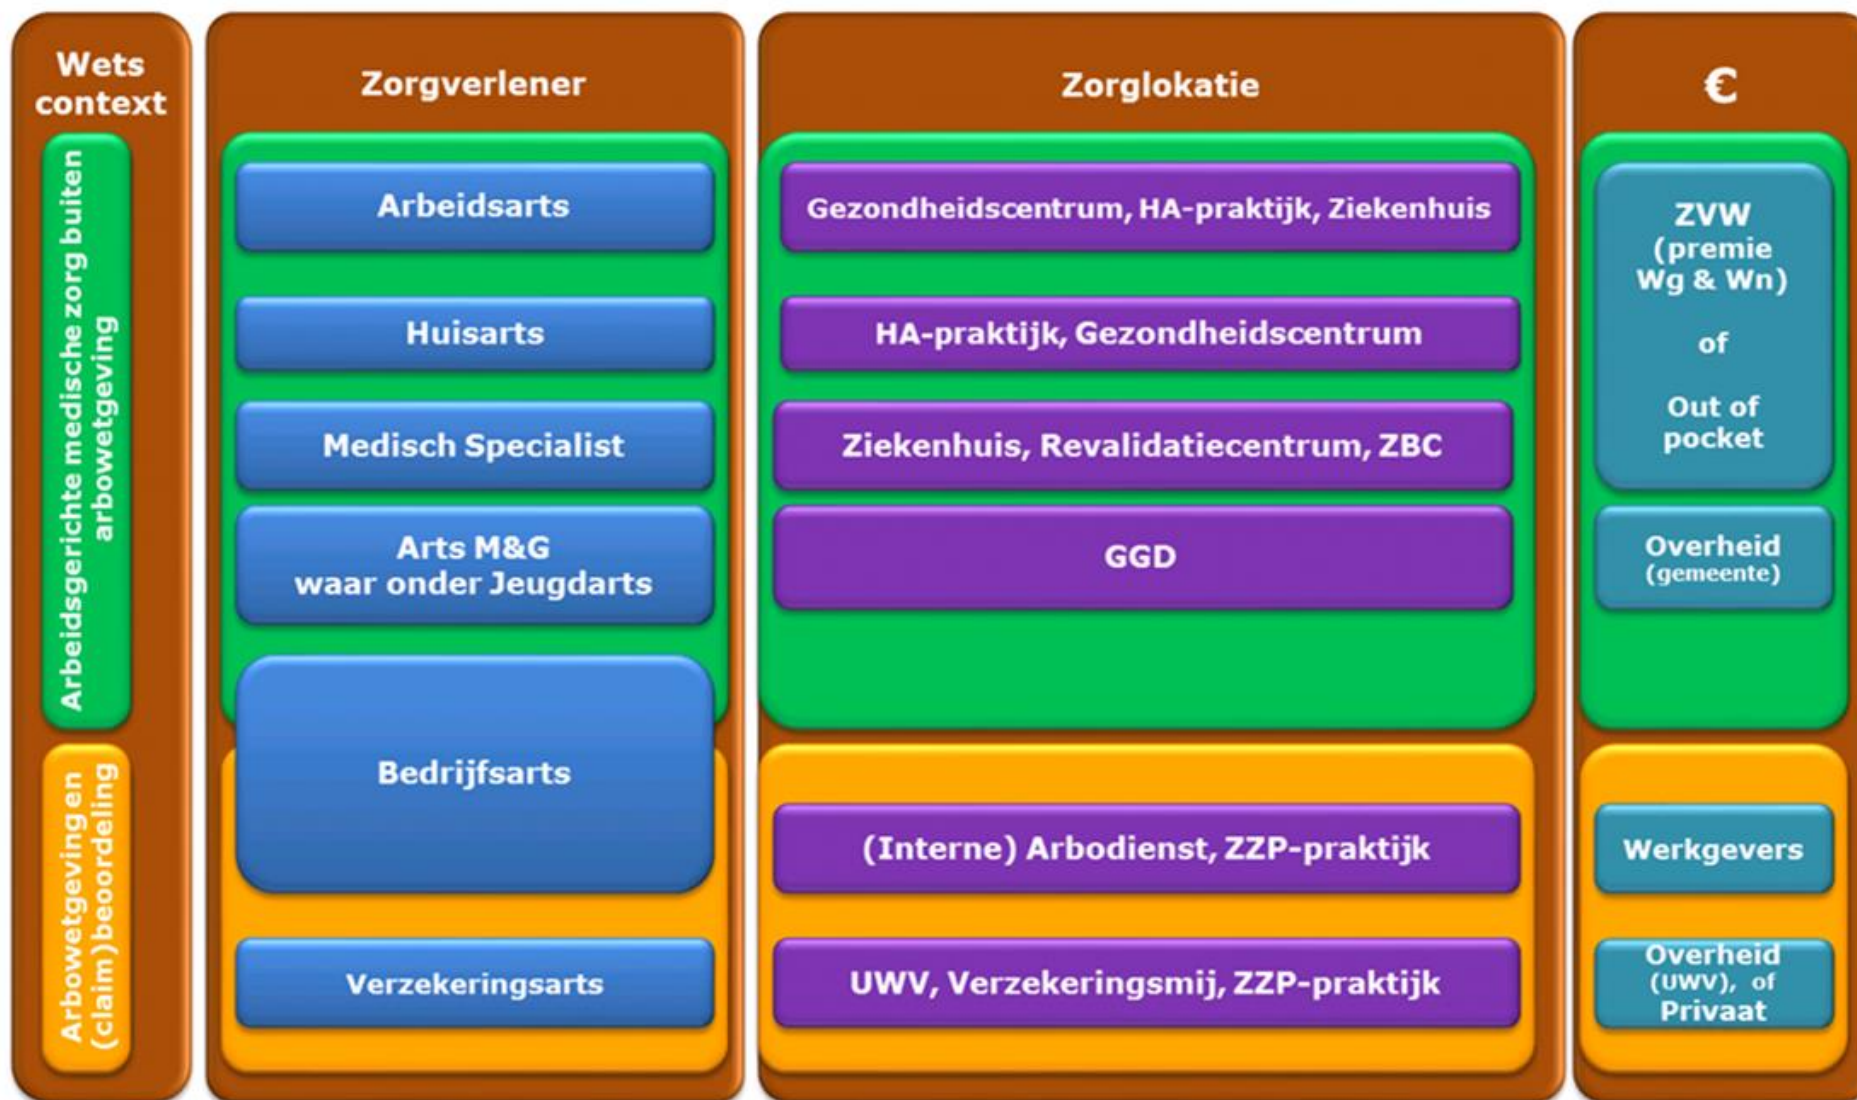 Wets
context
Zorgverlener
Zorglokatie
€
Arbeidsgerichte medische zorg buiten
arbowetgeving
Arbeidsarts
Gezondheidscentrum, HA-praktijk, Ziekenhuis
ZVW
(premie
Wg & Wn)
of
Out of
pocket
Huisarts
HA-praktijk, Gezondheidscentrum
Medisch Specialist
Ziekenhuis, Revalidatiecentrum, ZBC
Arts M&G
waar onder Jeugdarts
GGD
Overheid
(gemeente)
Arbowetgeving en
(claim)beoordeling
Bedrijfsarts
(Interne) Arbodienst, ZZP-praktijk
Werkgevers
Verzekeringsarts
UWV, Verzekeringsmij, ZZP-praktijk
Overheid
(UWV), of
Privaat